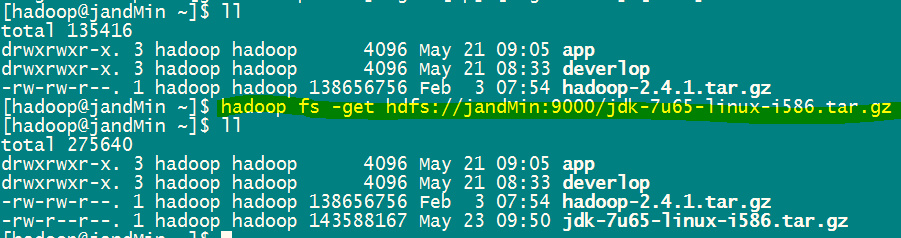 [hadoop@jandMin ~]$ ll
total 135416
drwxrwxr-x. 3 hadoop hadoop      4096 May 21 09:05 app
drwxrwxr-x. 3 hadoop hadoop      4096 May 21 08:33 deverlop
-rw-rw-r--. 1 hadoop hadoop 138656756 Feb  3 07:54 hadoop-2.4.1.tar.gz
[hadoop@jandMin ~]$ hadoop fs -get hdfs://jandMin:9000/jdk-7u65-linux-i586.tar.gz
[hadoop@jandMin ~]$ ll
total 275640
drwxrwxr-x. 3 hadoop hadoop      4096 May 21 09:05 app
drwxrwxr-x. 3 hadoop hadoop      4096 May 21 08:33 deverlop
-rw-rw-r--. 1 hadoop hadoop 138656756 Feb  3 07:54 hadoop-2.4.1.tar.gz
-rw-r--r--. 1 hadoop hadoop 143588167 May 23 09:50 jdk-7u65-linux-i586.tar.gz
[hadoop@jandMin ~]$